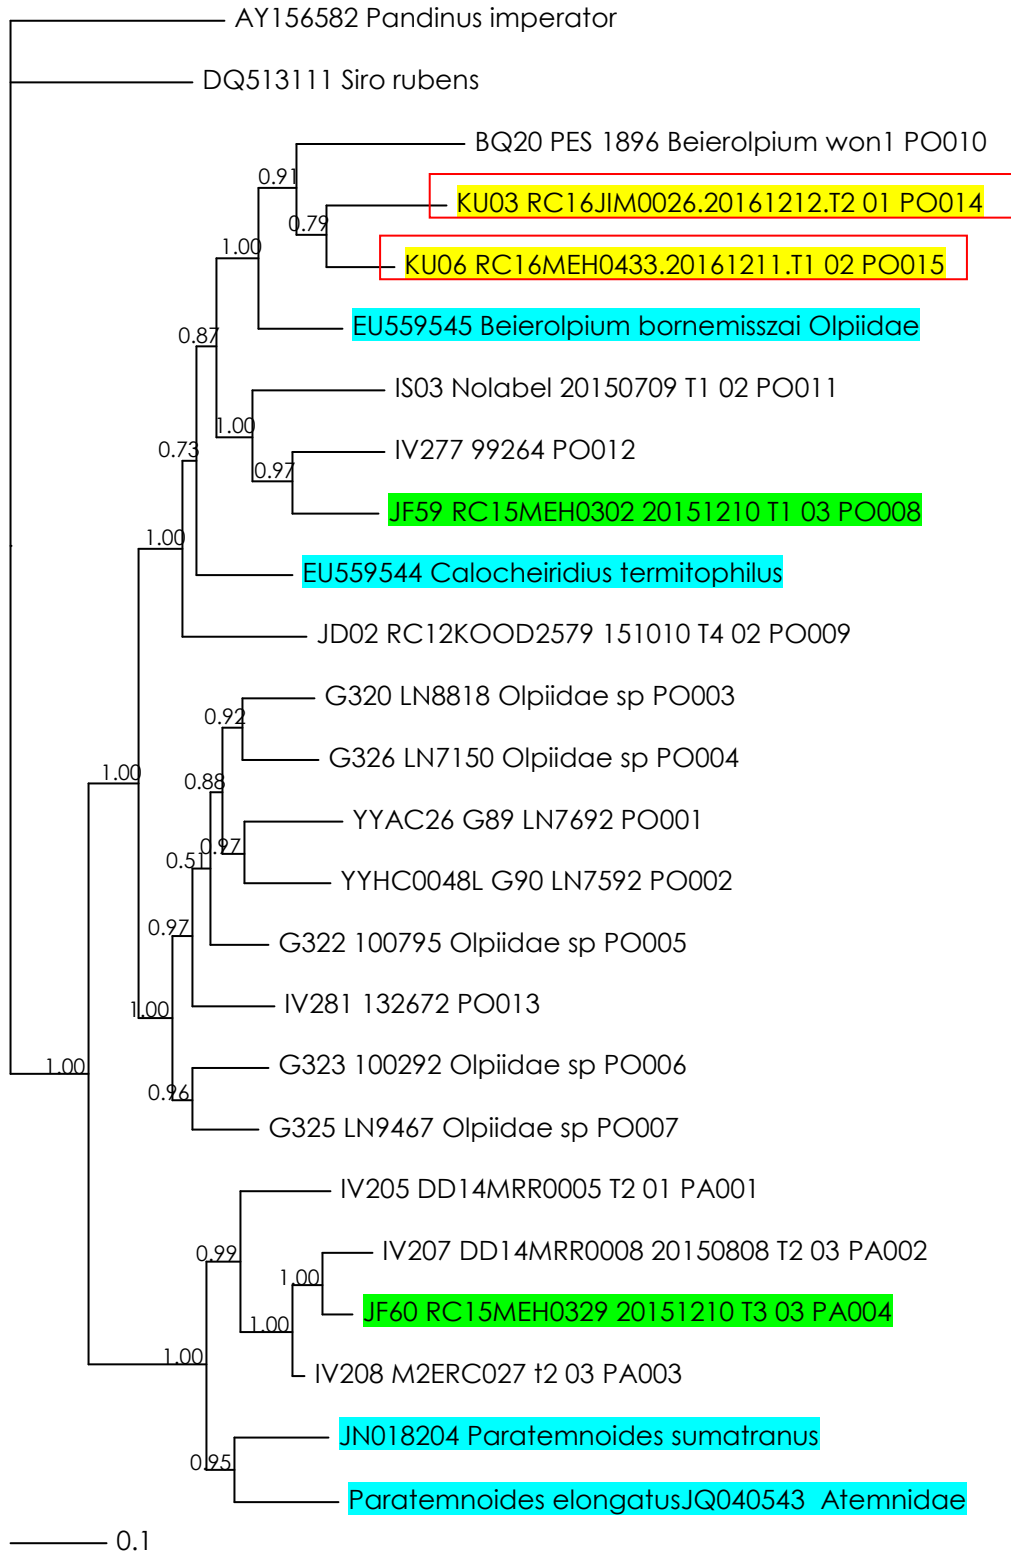 AY156582 Pandinus imperator
DQ513111 Siro rubens
BQ20 PES 1896 Beierolpium won1 PO010
0.91
KU03 RC16JIM0026.20161212.T2 01 PO014
0.79
1.00
KU06 RC16MEH0433.20161211.T1 02 PO015
EU559545 Beierolpium bornemisszai Olpiidae
0.87
IS03 Nolabel 20150709 T1 02 PO011
1.00
IV277 99264 PO012
0.73
0.97
JF59 RC15MEH0302 20151210 T1 03 PO008
1.00
EU559544 Calocheiridius termitophilus
JD02 RC12KOOD2579 151010 T4 02 PO009
G320 LN8818 Olpiidae sp PO003
0.92
G326 LN7150 Olpiidae sp PO004
1.00
0.88
YYAC26 G89 LN7692 PO001
0.97
0.51
YYHC0048L G90 LN7592 PO002
0.97
G322 100795 Olpiidae sp PO005
IV281 132672 PO013
1.00
G323 100292 Olpiidae sp PO006
1.00
0.96
G325 LN9467 Olpiidae sp PO007
IV205 DD14MRR0005 T2 01 PA001
0.99
IV207 DD14MRR0008 20150808 T2 03 PA002
1.00
JF60 RC15MEH0329 20151210 T3 03 PA004
1.00
1.00
IV208 M2ERC027 t2 03 PA003
JN018204 Paratemnoides sumatranus
0.95
Paratemnoides elongatusJQ040543 Atemnidae
0.1